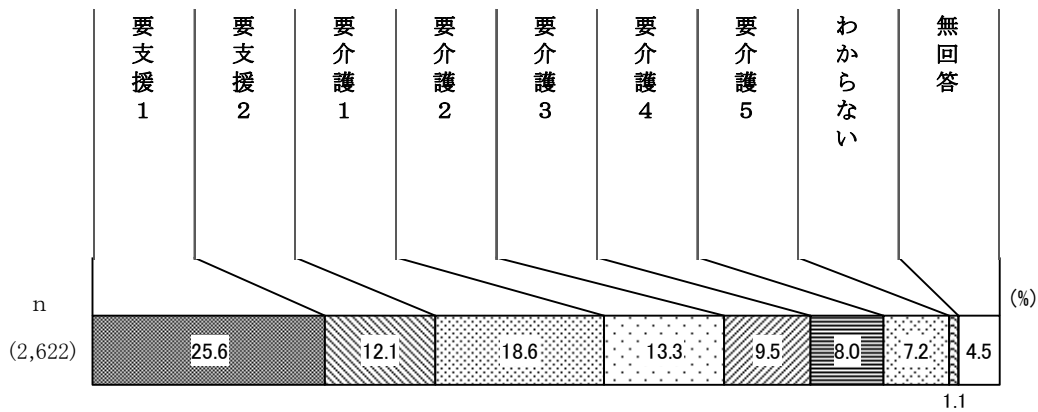 要支援1
要支援2
要介護1
要介護2
要介護3
要介護4
要介護5
わからない
無回答
n
(%)
(2,622)
25.6
12.1
18.6
13.3
9.5
8.0
7.2
4.5
1.1